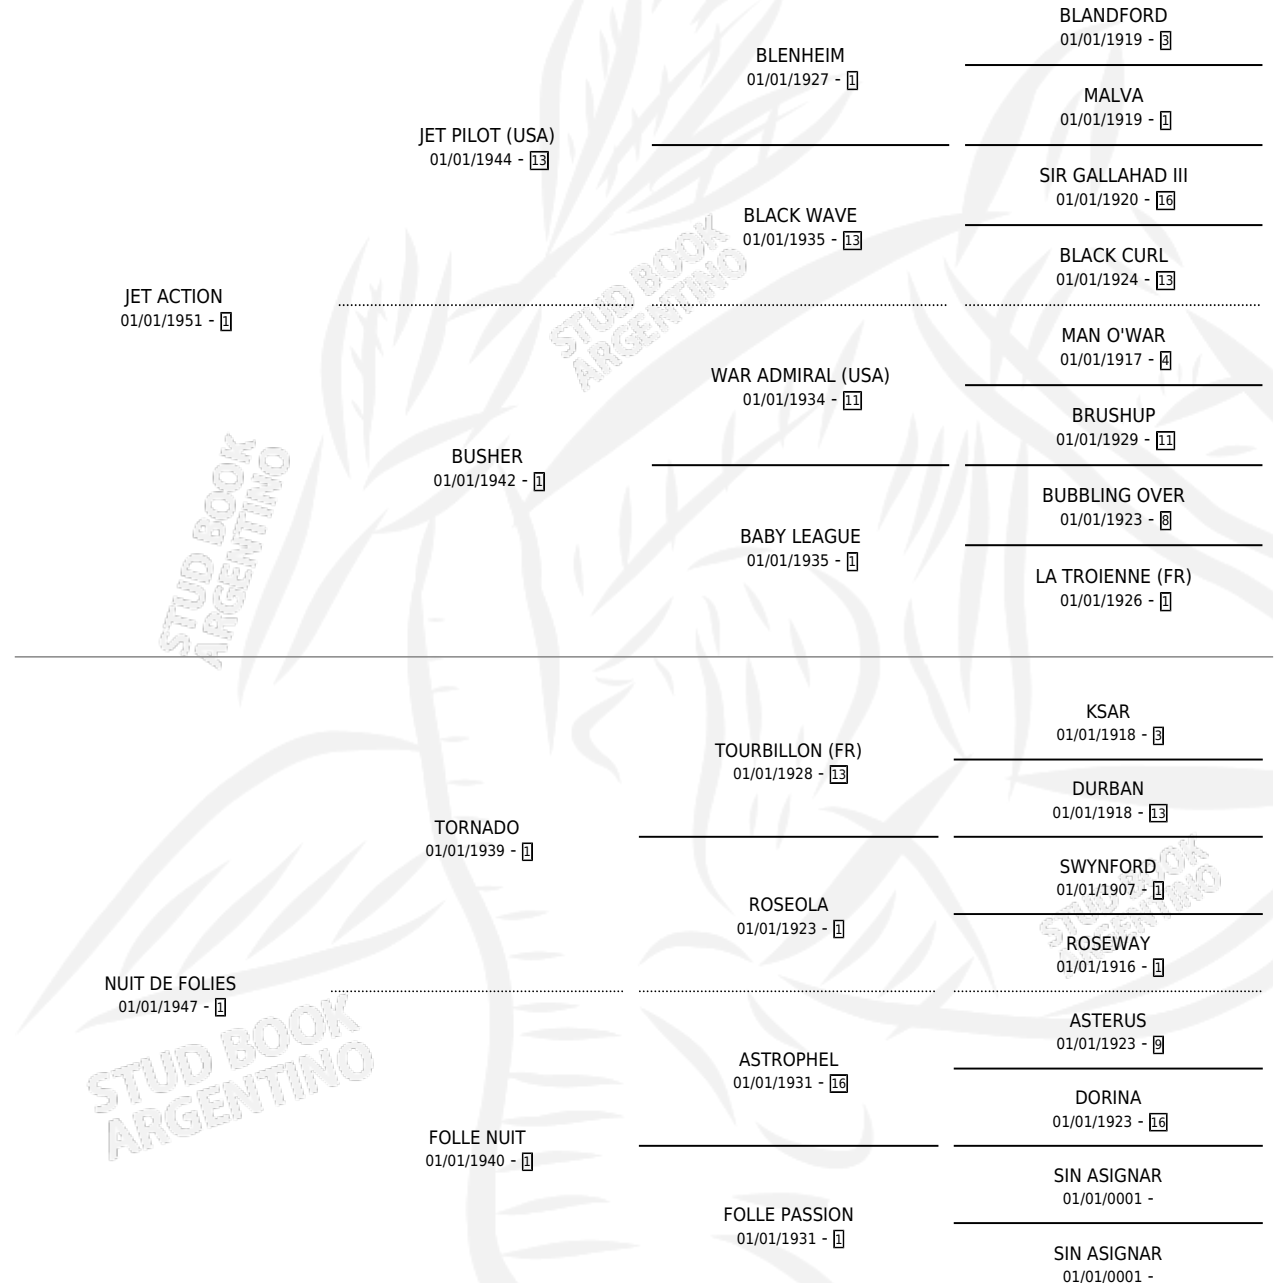 BLANDFORD
01/01/1919 - 3
BLENHEIM
01/01/1927 - 1
MALVA
01/01/1919 - 1
JET PILOT (USA)
01/01/1944 - 13
SIR GALLAHAD III
01/01/1920 - 16
BLACK WAVE
01/01/1935 - 13
BLACK CURL
01/01/1924 - 13
JET ACTION
01/01/1951 - 1
MAN O'WAR
01/01/1917 - 4
WAR ADMIRAL (USA)
01/01/1934 - 11
BRUSHUP
01/01/1929 - 11
BUSHER
01/01/1942 - 1
BUBBLING OVER
01/01/1923 - 8
BABY LEAGUE
01/01/1935 - 1
LA TROIENNE (FR)
01/01/1926 - 1
KSAR
01/01/1918 - 3
TOURBILLON (FR)
01/01/1928 - 13
DURBAN
01/01/1918 - 13
TORNADO
01/01/1939 - 1
SWYNFORD
01/01/1907 - 1
ROSEOLA
01/01/1923 - 1
ROSEWAY
01/01/1916 - 1
NUIT DE FOLIES
01/01/1947 - 1
ASTERUS
01/01/1923 - 9
ASTROPHEL
01/01/1931 - 16
DORINA
01/01/1923 - 16
FOLLE NUIT
01/01/1940 - 1
SIN ASIGNAR
01/01/0001 -
FOLLE PASSION
01/01/1931 - 1
SIN ASIGNAR
01/01/0001 -
STUD BOOK
ARGENTINO
STUD BOOK
ARGENTINO
STUD BOOK
ARGENTINO
STUD BOOK
ARGENTINO